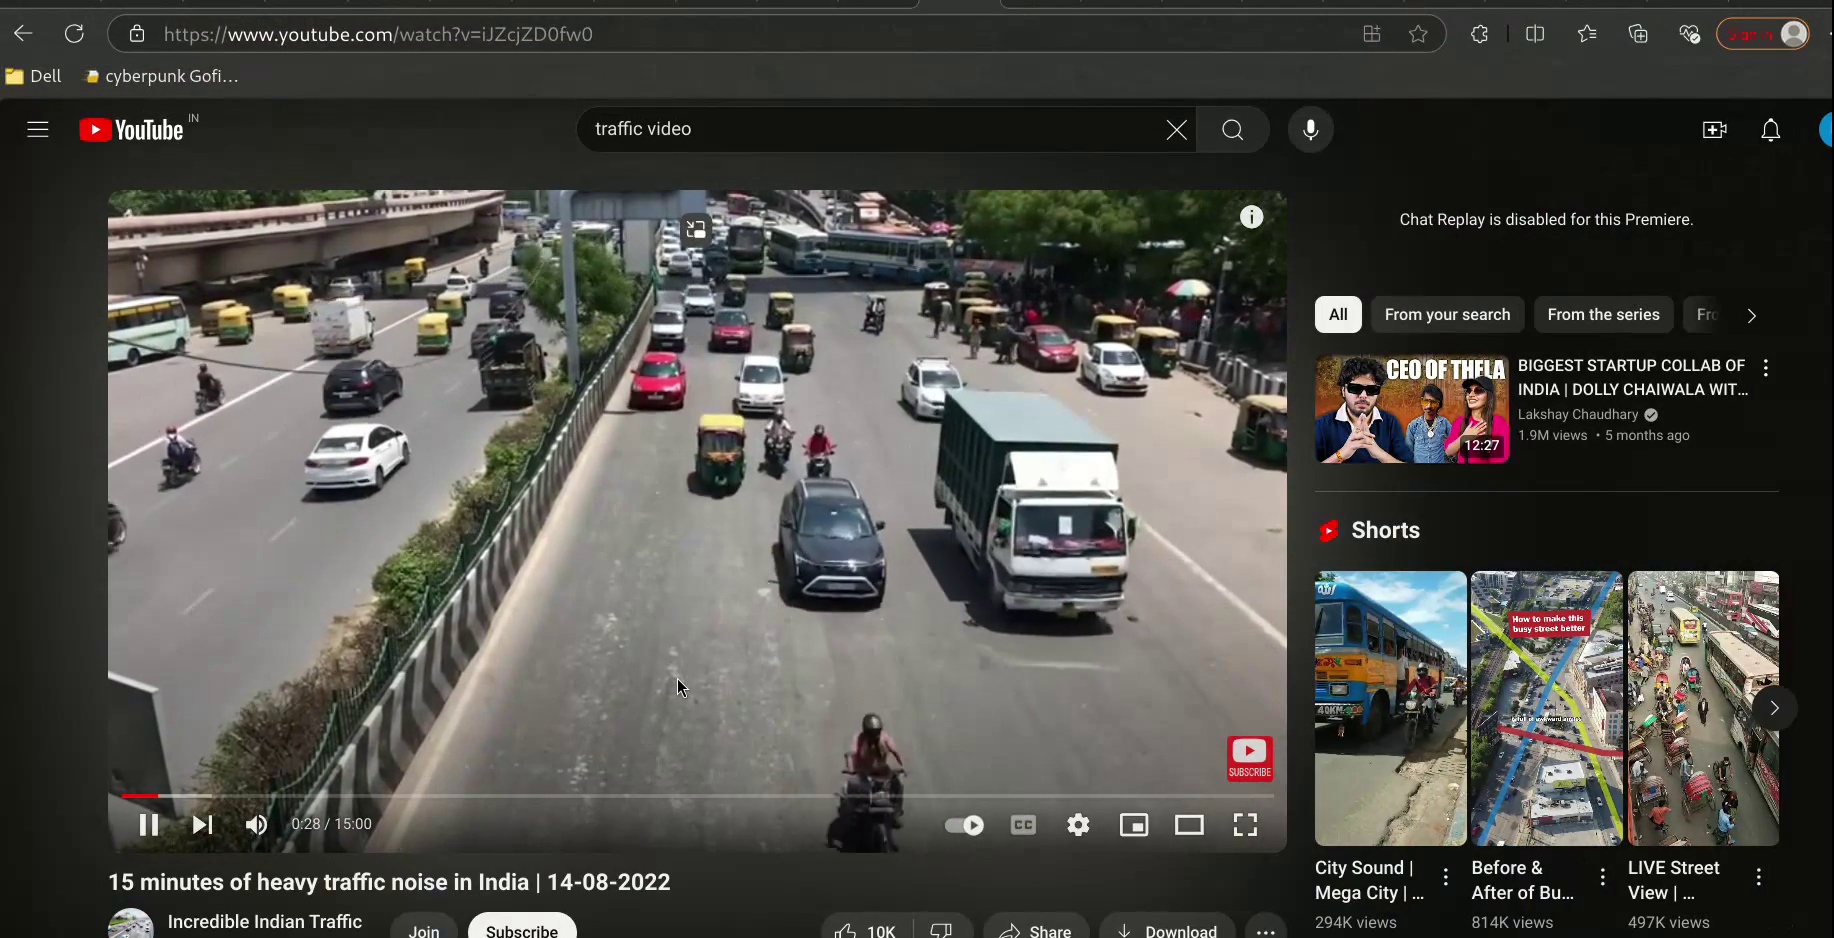 https://www.youtube.com/watch?v=iJZcjZD0fw0
Sign in
Dell
cyberpunk Gofi...
YouTube IN
traffic video
Chat Replay is disabled for this Premiere.
All
From your search
From the series
Fro
CEO OF THELA
12:27
BIGGEST STARTUP COLLAB OF
INDIA | DOLLY CHAIWALA WIT...
Lakshay Chaudhary
1.9M views • 5 months ago
Shorts
How to make this
busy street better
40KM
SUBSCRIBE
0:28 / 15:00
CC
15 minutes of heavy traffic noise in India | 14-08-2022
Incredible Indian Traffic
Join
Subscribe
10K
Share
Download
City Sound |
Mega City | ...
294K views
Before &
After of Bu...
814K views
LIVE Street
View | ...
497K views